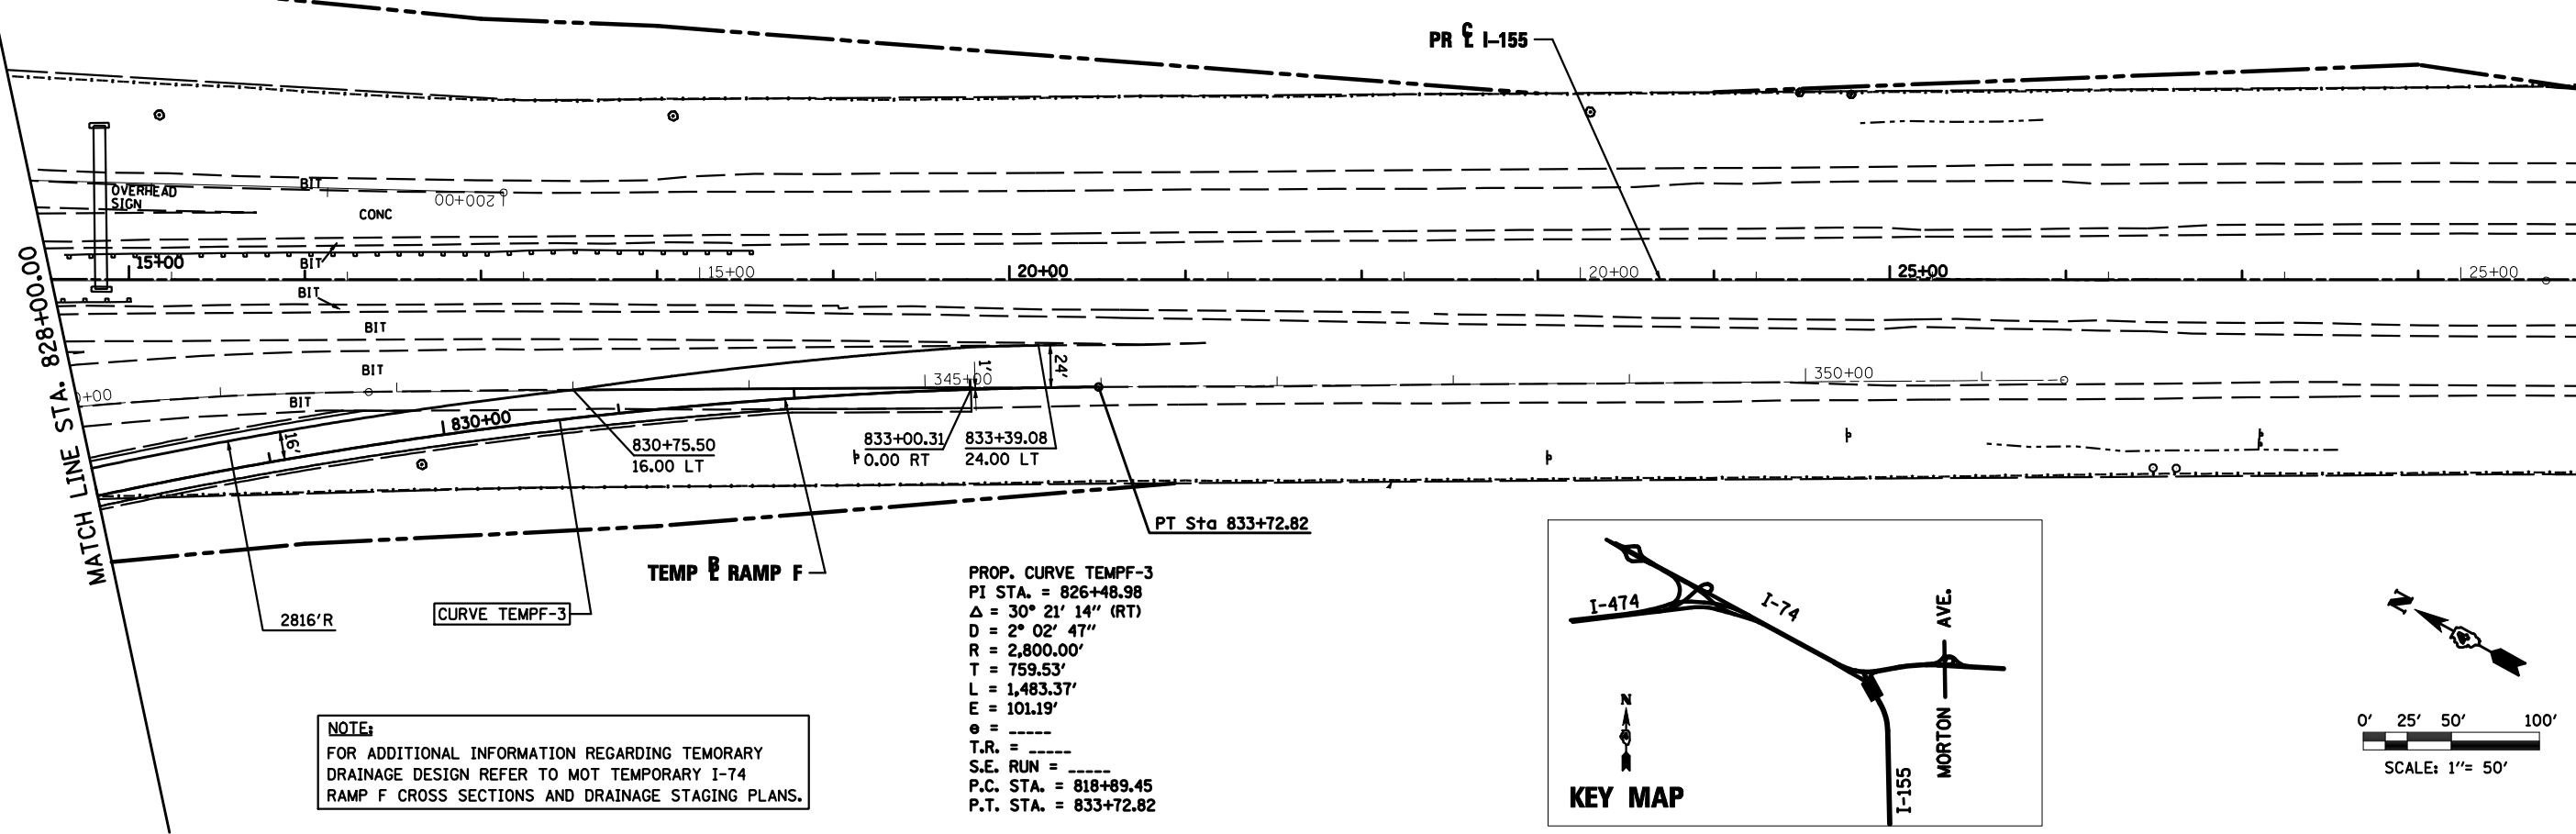 PR ℄ I-155
OVERHEAD
SIGN
BIT
CONC
1200+00
BIT
15+00
15+00
20+00
20+00
25+00
25+00
BIT
BIT
BIT
BIT
0+00
345+00
350+00
1'
24'
16'
830+00
830+75.50
16.00 LT
833+00.31
0.00 RT
833+39.08
24.00 LT
PT Sta 833+72.82
MATCH LINE STA. 828+00.00
TEMP B̲L RAMP F
2816'R
CURVE TEMPF-3
PROP. CURVE TEMPF-3
PI STA. = 826+48.98
Δ = 30° 21' 14" (RT)
D = 2° 02' 47"
R = 2,800.00'
T = 759.53'
L = 1,483.37'
E = 101.19'
e = _____
T.R. = _____
S.E. RUN = _____
P.C. STA. = 818+89.45
P.T. STA. = 833+72.82
NOTE:
FOR ADDITIONAL INFORMATION REGARDING TEMORARY
DRAINAGE DESIGN REFER TO MOT TEMPORARY I-74
RAMP F CROSS SECTIONS AND DRAINAGE STAGING PLANS.
I-474
I-74
MORTON AVE.
I-155
N
KEY MAP
N
0' 25' 50' 100'
SCALE: 1"= 50'